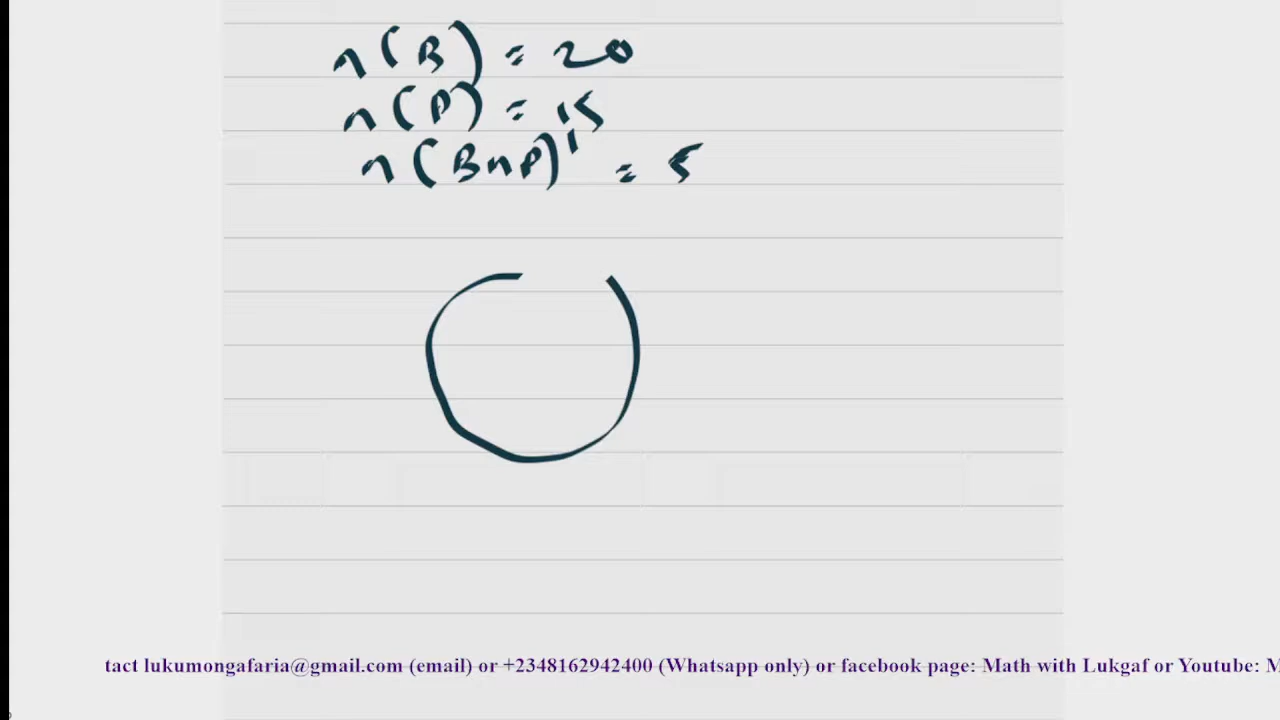 n(B) = 20
n(P) = 15
n(B∩P)' = 5
tact lukumongafaria@gmail.com (email) or +2348162942400 (Whatsapp only) or facebook page: Math with Lukgaf or Youtube: M